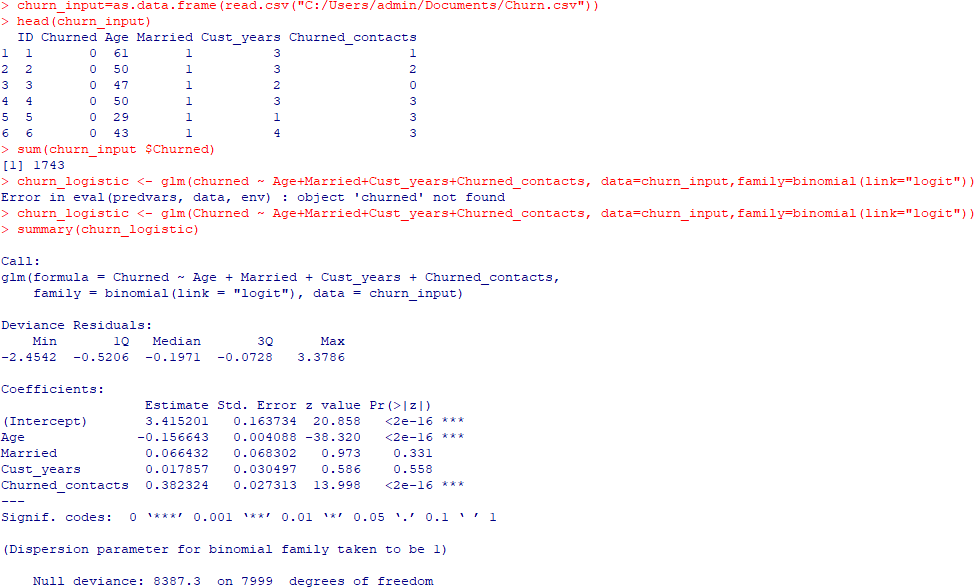 > churn_input=as.data.frame(read.csv("C:/Users/admin/Documents/Churn.csv"))
> head(churn_input)
  ID Churned Age Married Cust_years Churned_contacts
1  1       0  61       1          3                1
2  2       0  50       1          3                2
3  3       0  47       1          2                0
4  4       0  50       1          3                3
5  5       0  29       1          1                3
6  6       0  43       1          4                3
> sum(churn_input $Churned)
[1] 1743
> churn_logistic <- glm(churned ~ Age+Married+Cust_years+Churned_contacts, data=churn_input,family=binomial(link="logit"))
Error in eval(predvars, data, env) : object 'churned' not found
> churn_logistic <- glm(Churned ~ Age+Married+Cust_years+Churned_contacts, data=churn_input,family=binomial(link="logit"))
> summary(churn_logistic)
Call:
glm(formula = Churned ~ Age + Married + Cust_years + Churned_contacts,
    family = binomial(link = "logit"), data = churn_input)
Deviance Residuals:
    Min       1Q   Median       3Q      Max
-2.4542  -0.5206  -0.1971  -0.0728   3.3786
Coefficients:
                  Estimate Std. Error z value Pr(>|z|)
(Intercept)       3.415201   0.163734  20.858   <2e-16 ***
Age              -0.156643   0.004088 -38.320   <2e-16 ***
Married           0.066432   0.068302   0.973    0.331
Cust_years        0.017857   0.030497   0.586    0.558
Churned_contacts  0.382324   0.027313  13.998   <2e-16 ***
---
Signif. codes:  0 ‘***’ 0.001 ‘**’ 0.01 ‘*’ 0.05 ‘.’ 0.1 ‘ ’ 1
(Dispersion parameter for binomial family taken to be 1)
    Null deviance: 8387.3  on 7999  degrees of freedom